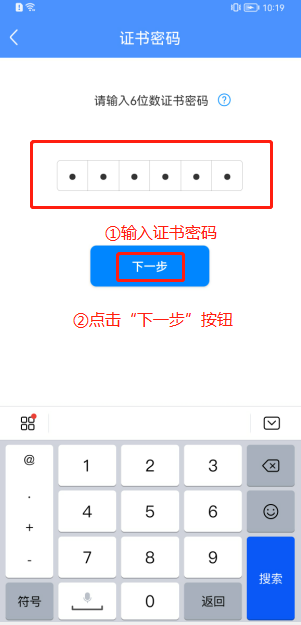 10:19
证书密码
请输入6位数证书密码 ?
①输入证书密码
下一步
②点击“下一步”按钮
@ 1 2 3
.
4 5 6
+
7 8 9
-
搜索
符号 0 返回